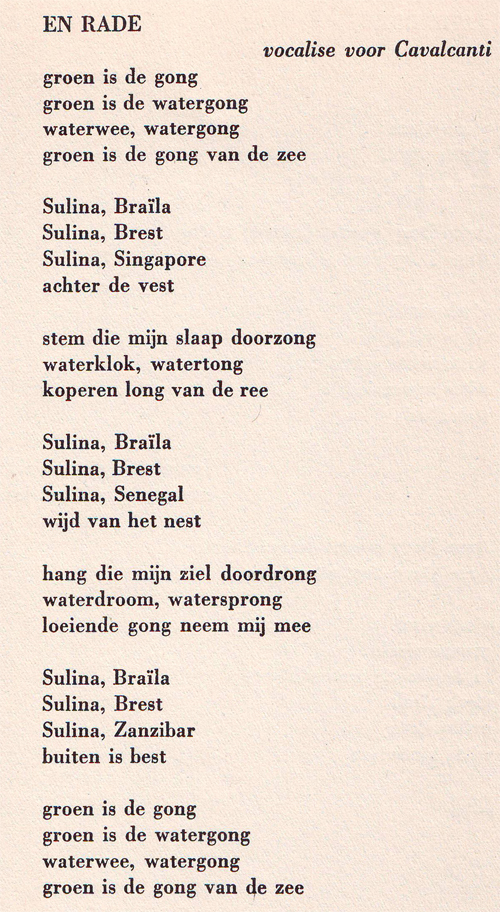 EN RADE
vocalise voor Cavalcanti
groen is de gong
groen is de watergong
waterwee, watergong
groen is de gong van de zee
Sulina, Braïla
Sulina, Brest
Sulina, Singapore
achter de vest
stem die mijn slaap doorzong
waterklok, watertong
koperen long van de ree
Sulina, Braïla
Sulina, Brest
Sulina, Senegal
wijd van het nest
hang die mijn ziel doordrong
waterdroom, watersprong
loeiende gong neem mij mee
Sulina, Braïla
Sulina, Brest
Sulina, Zanzibar
buiten is best
groen is de gong
groen is de watergong
waterwee, watergong
groen is de gong van de zee